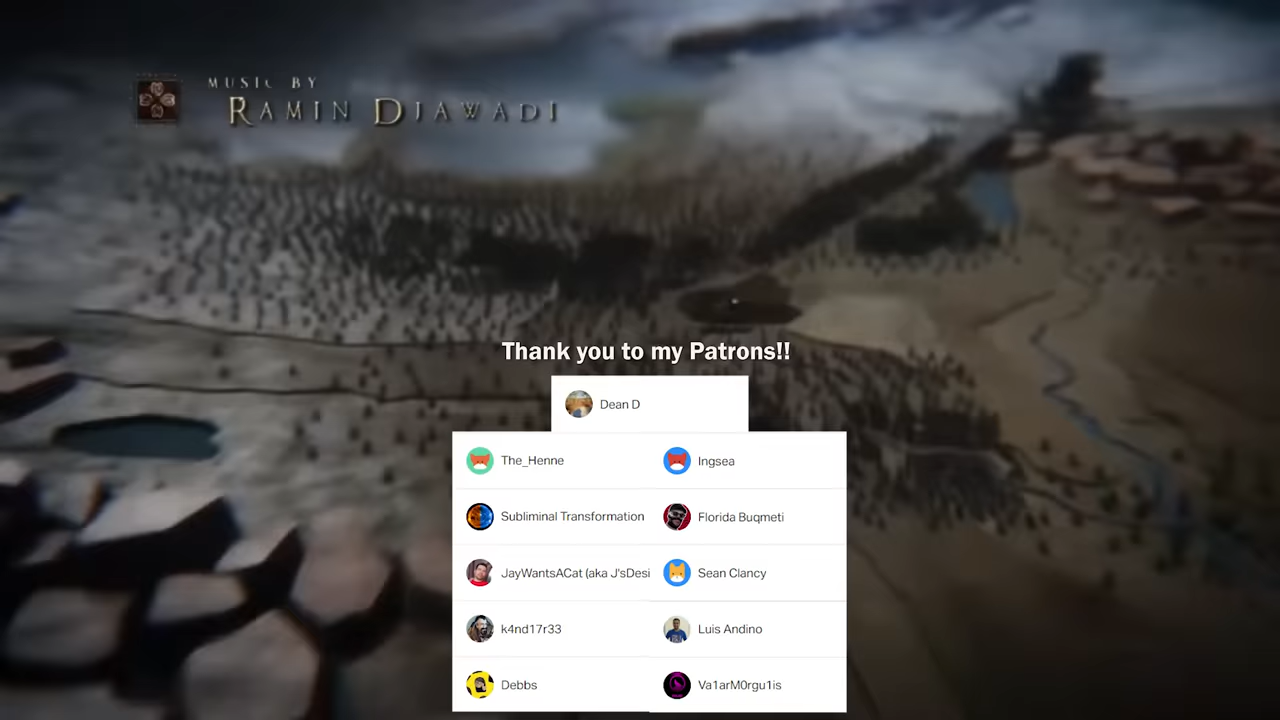 MUSIC BY
RAMIN DJAWADI
Thank you to my Patrons!!
Dean D
The_Henne
Ingsea
Subliminal Transformation
Florida Buqmeti
JayWantsACat (aka J'sDesi
Sean Clancy
k4nd17r33
Luis Andino
Debbs
Va1arM0rgu1is